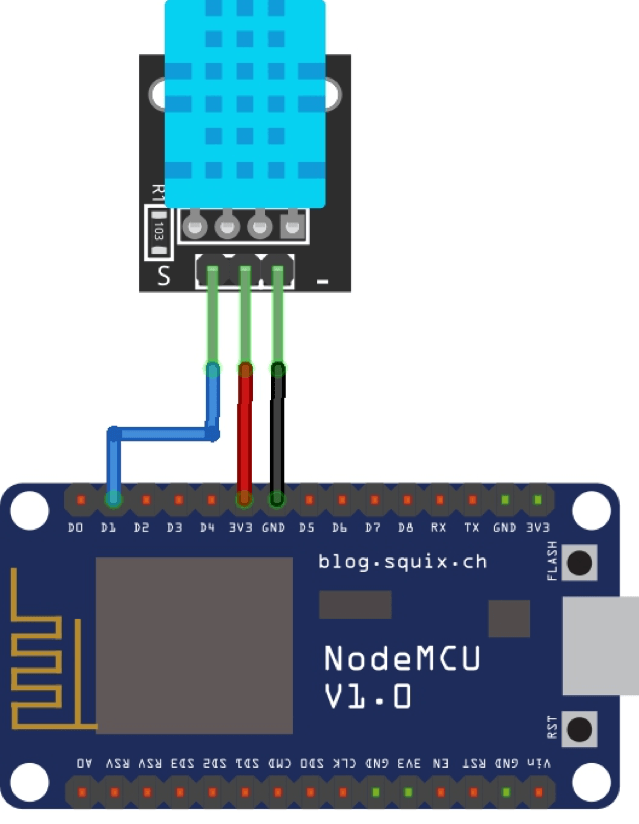 R1
103
S -
D0 D1 D2 D3 D4 3V3 GND D5 D6 D7 D8 RX TX GND 3V3
FLASH
blog.squix.ch
NodeMCU
V1.0
RST
A0 RSV RSV SD3 SD2 SD1 CMD SD0 CLK GND 3V3 EN RST GND Vin